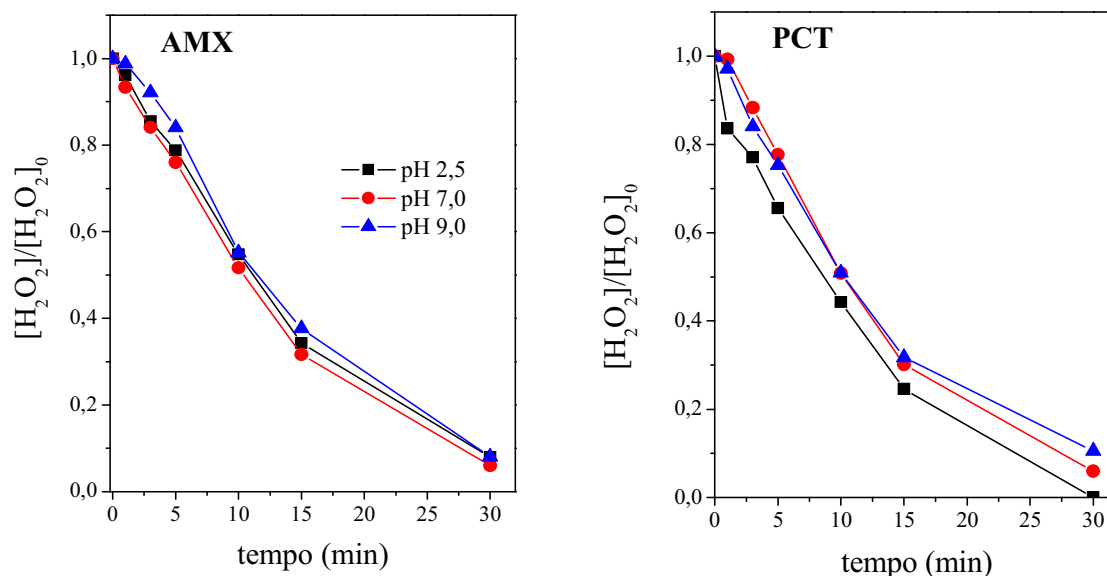 AMX
1,0
0,8
0,6
0,4
0,2
0,0
[H₂O₂]/[H₂O₂]₀
pH 2,5
pH 7,0
pH 9,0
0 5 10 15 20 25 30
tempo (min)
PCT
1,0
0,8
0,6
0,4
0,2
0,0
[H₂O₂]/[H₂O₂]₀
0 5 10 15 20 25 30
tempo (min)